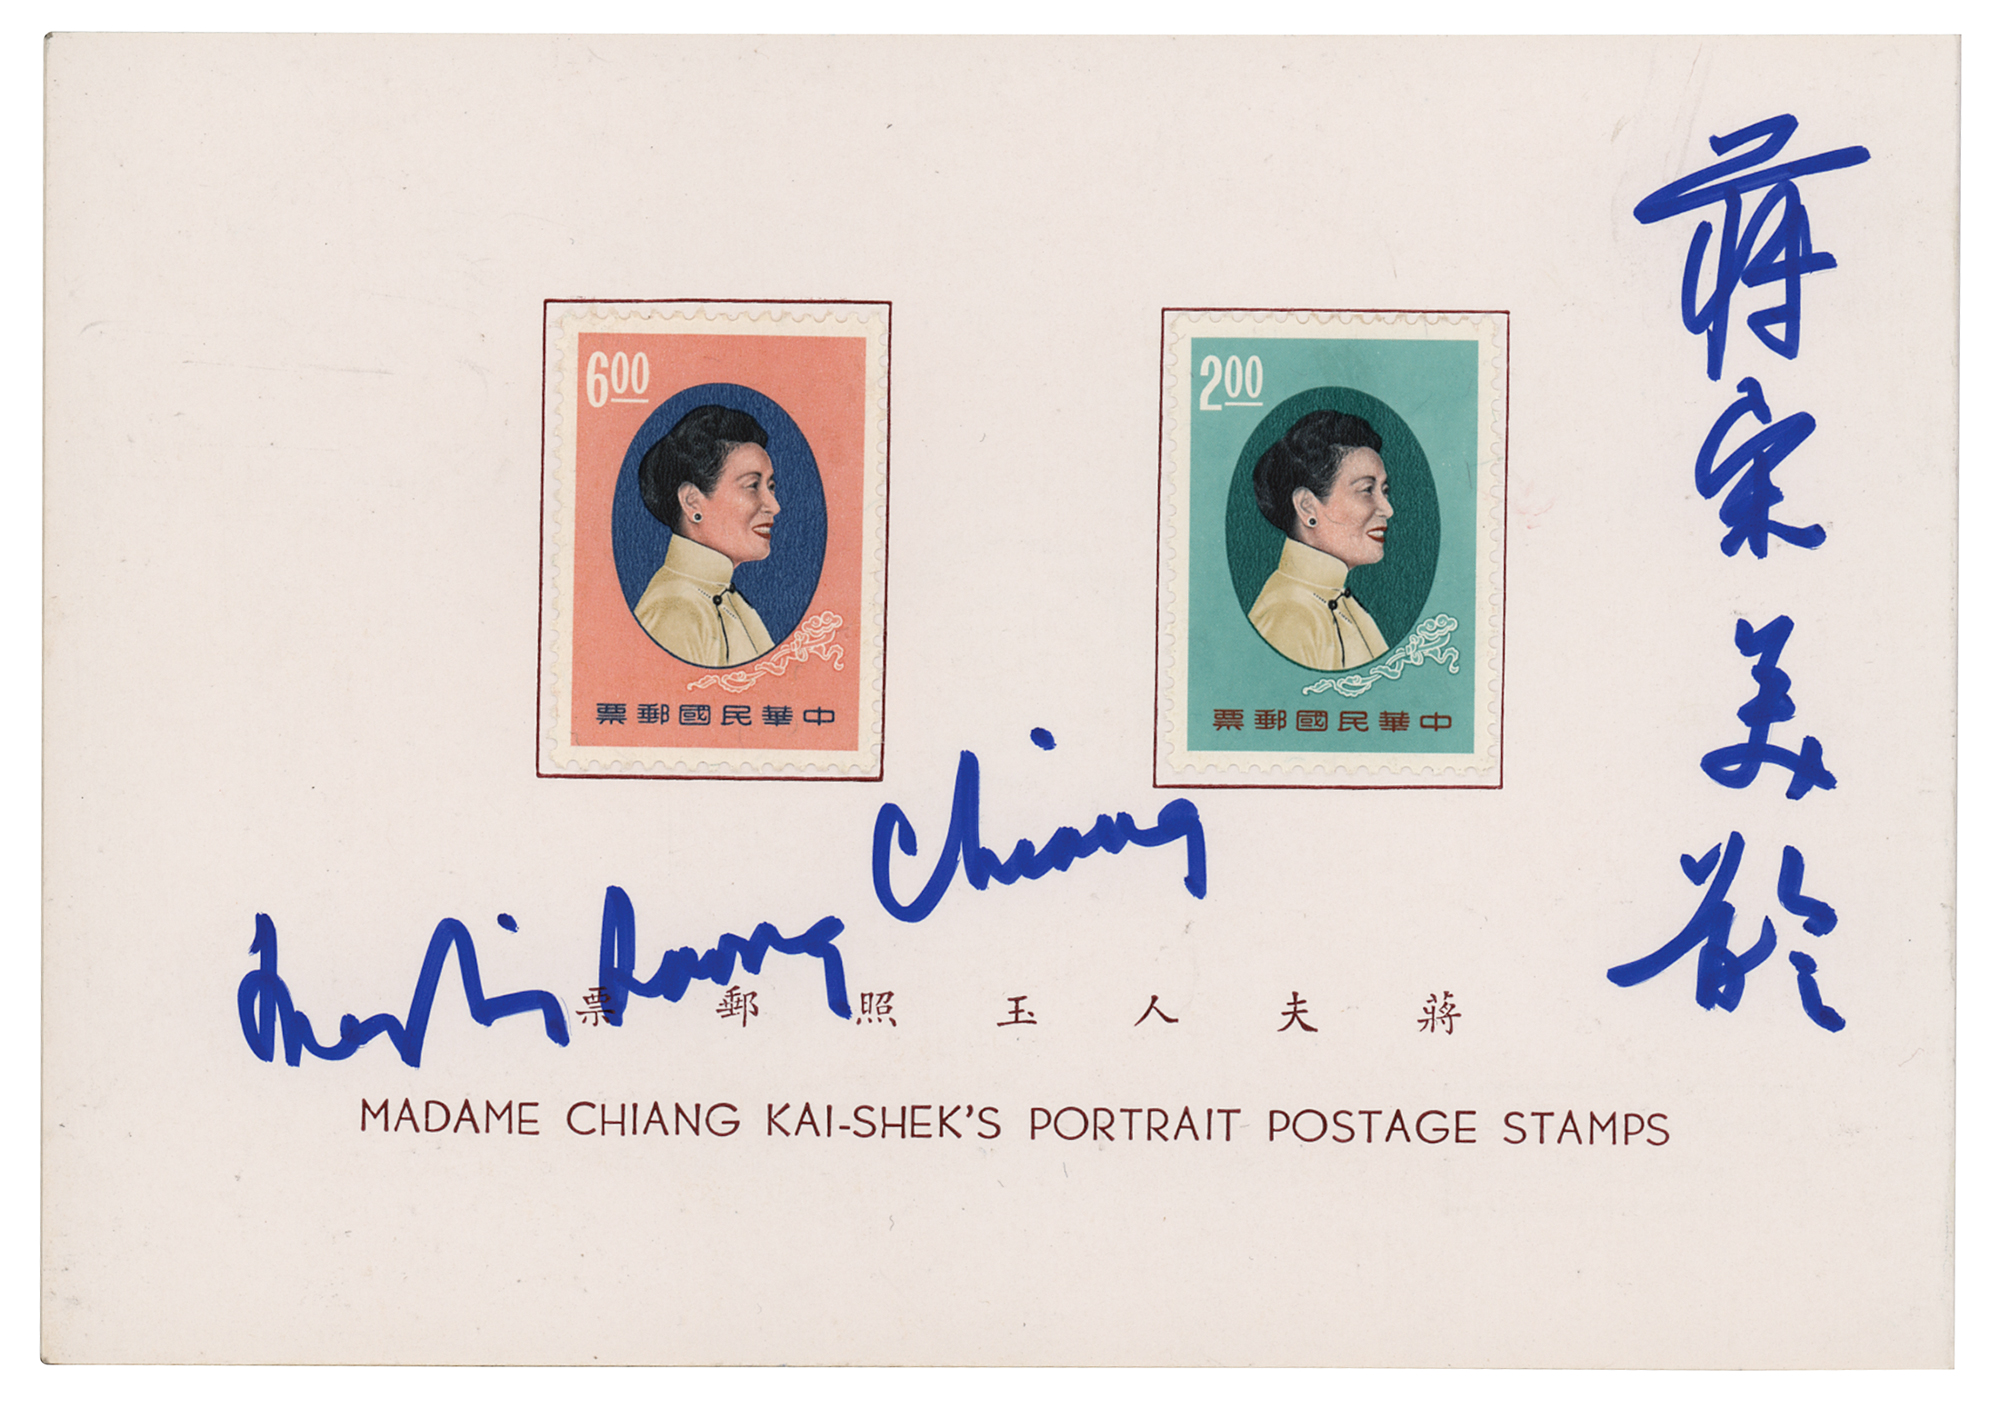 6.00
中華民國郵票
2.00
中華民國郵票
蔣宋美齡
Mayling Soong Chiang
蔣夫人玉照郵票
MADAME CHIANG KAI-SHEK'S PORTRAIT POSTAGE STAMPS